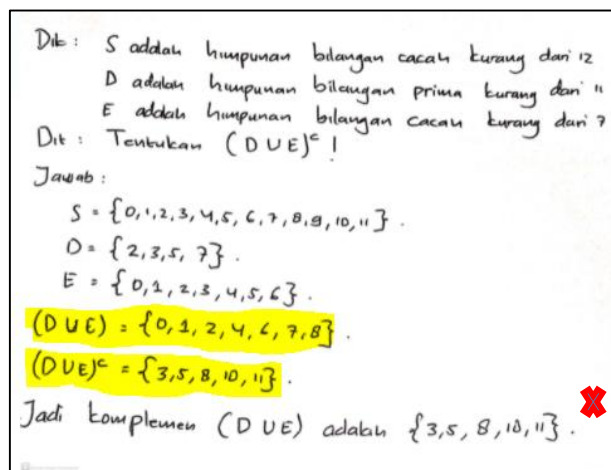 Dik : S adalah himpunan bilangan cacah kurang dari 12
D adalah himpunan bilangan prima kurang dari 11
E adalah himpunan bilangan cacah kurang dari 7
Dit : Tentukan (D ∪ E)ᶜ !
Jawab :
S = {0,1,2,3,4,5,6,7,8,9,10,11} .
D = {2,3,5,7} .
E = {0,1,2,3,4,5,6} .
(D ∪ E) = {0,1,2,4,6,7,8} .
(D ∪ E)ᶜ = {3,5,8,10,11} .
Jadi komplemen (D ∪ E) adalah {3,5,8,10,11} .